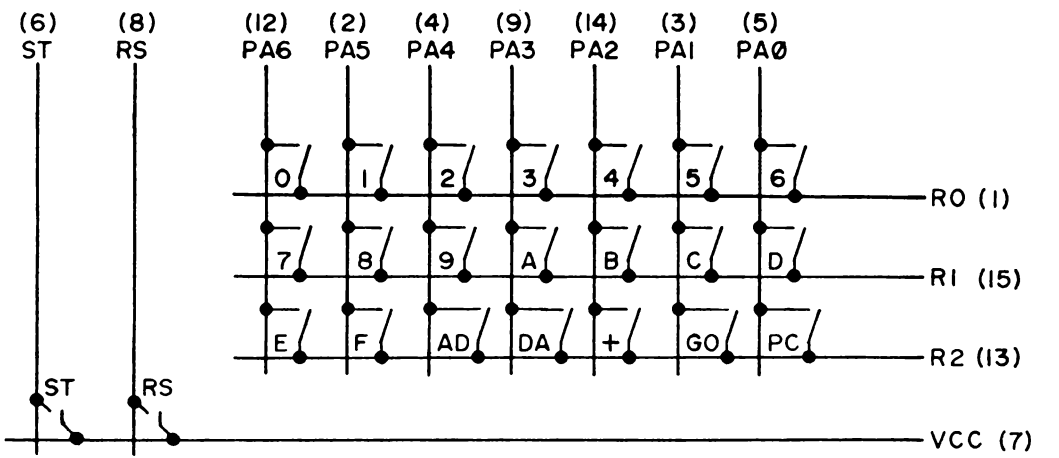 (6) (8) (12) (2) (4) (9) (14) (3) (5)
ST RS PA6 PA5 PA4 PA3 PA2 PA1 PAØ
0 1 2 3 4 5 6 R0 (1)
7 8 9 A B C D R1 (15)
E F AD DA + GO PC R2 (13)
ST RS
VCC (7)